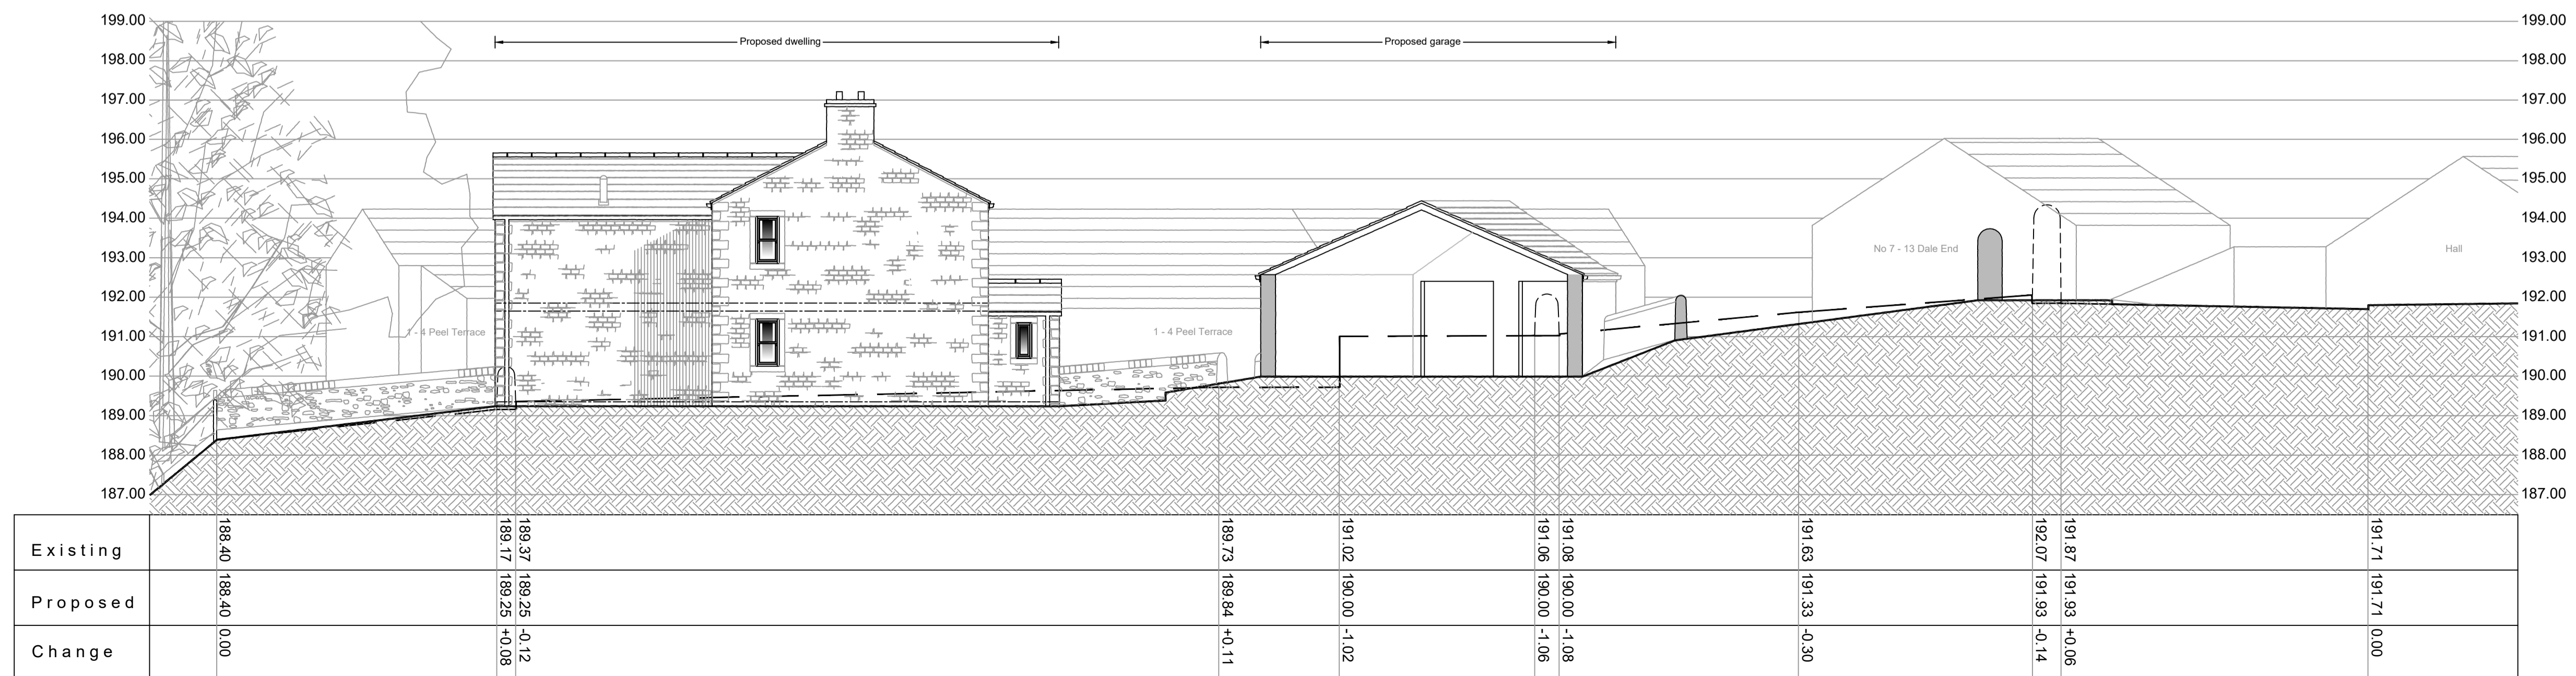 199.00 199.00
Proposed dwelling Proposed garage
198.00 198.00
197.00 197.00
196.00 196.00
195.00 195.00
194.00 194.00
No 7 - 13 Dale End Hall
193.00 193.00
192.00 192.00
1 - 4 Peel Terrace 1 - 4 Peel Terrace
191.00 191.00
190.00 190.00
189.00 189.00
188.00 188.00
187.00 187.00
Existing 188.40 189.17 189.37 189.73 191.02 191.06 191.08 191.63 192.07 191.87 191.71
Proposed 188.40 189.25 189.25 189.84 190.00 190.00 190.00 191.33 191.93 191.93 191.71
Change 0.00 +0.08 -0.12 +0.11 -1.02 -1.06 -1.08 -0.30 -0.14 +0.06 0.00